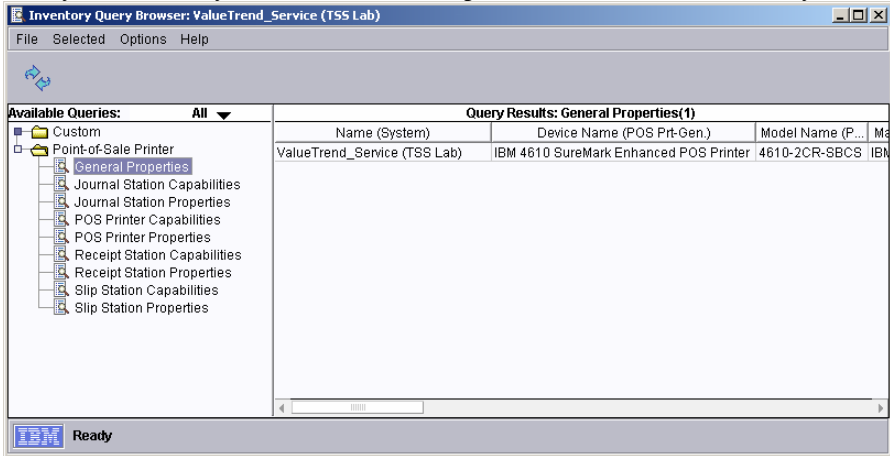 Inventory Query Browser: ValueTrend_Service (TSS Lab)
File Selected Options Help
Available Queries: All
Query Results: General Properties(1)
Custom
Point-of-Sale Printer
General Properties
Journal Station Capabilities
Journal Station Properties
POS Printer Capabilities
POS Printer Properties
Receipt Station Capabilities
Receipt Station Properties
Slip Station Capabilities
Slip Station Properties
Name (System) Device Name (POS Prt-Gen.) Model Name (P...
ValueTrend_Service (TSS Lab) IBM 4610 SureMark Enhanced POS Printer 4610-2CR-SBCS
IBM Ready